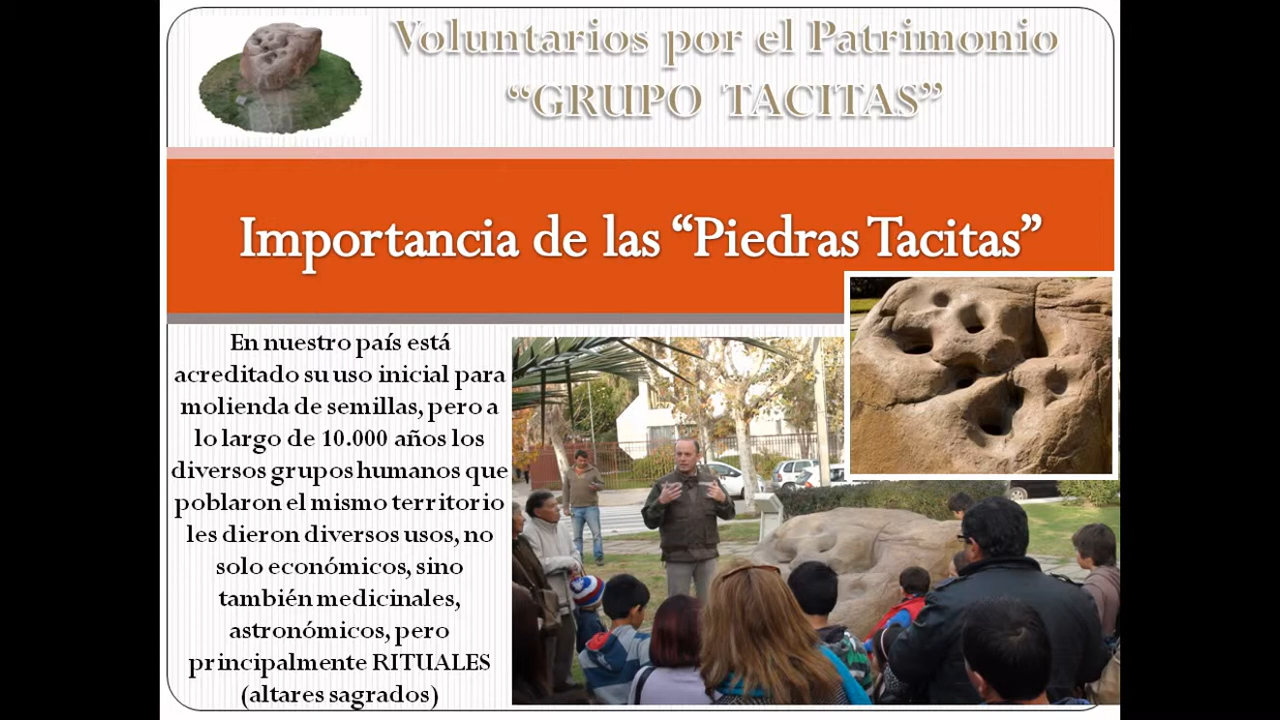 Voluntarios por el Patrimonio
“GRUPO TACITAS”
Importancia de las “Piedras Tacitas”
En nuestro país está
acreditado su uso inicial para
molienda de semillas, pero a
lo largo de 10.000 años los
diversos grupos humanos que
poblaron el mismo territorio
les dieron diversos usos, no
solo económicos, sino
también medicinales,
astronómicos, pero
principalmente RITUALES
(altares sagrados)